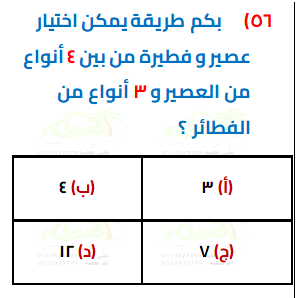 ٥٦) بكم طريقة يمكن اختيار
عصير و فطيرة من بين ٤ أنواع
من العصير و ٣ أنواع من
الفطائر ؟
(أ) ٣
(ب) ٤
(ج) ٧
(د) ١٢